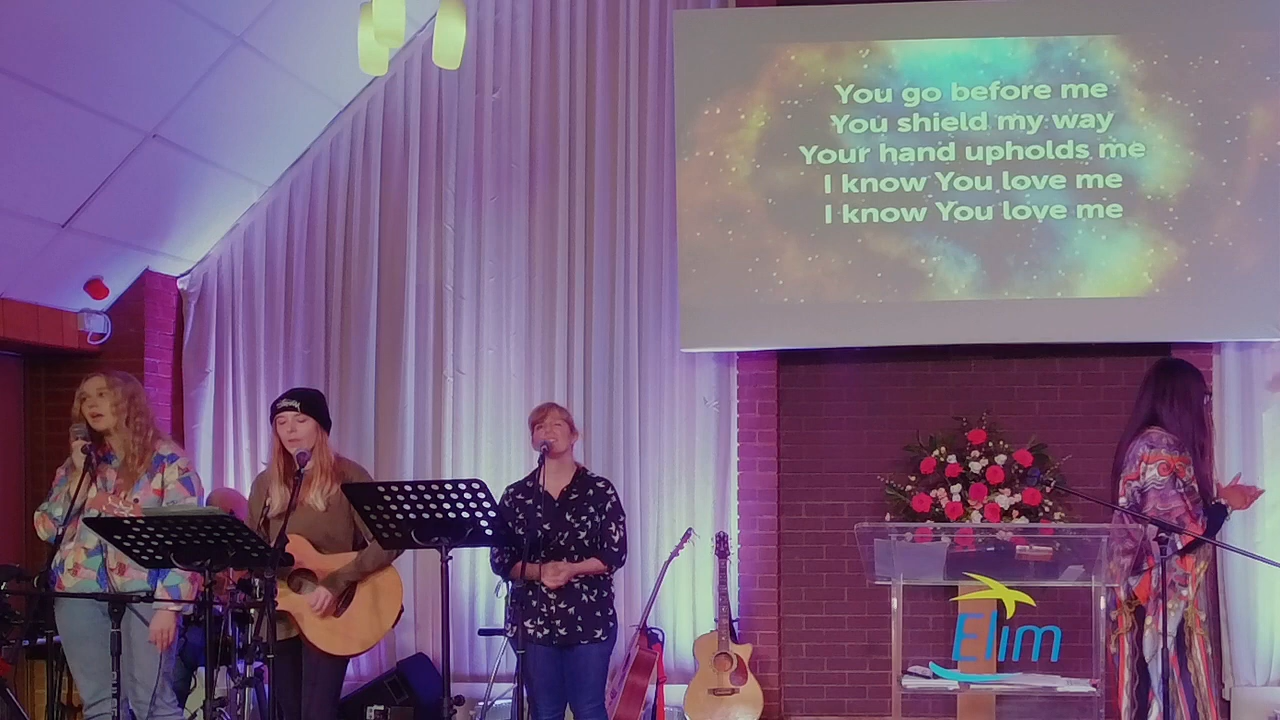 You go before me
You shield my way
Your hand upholds me
I know You love me
I know You love me
Elim